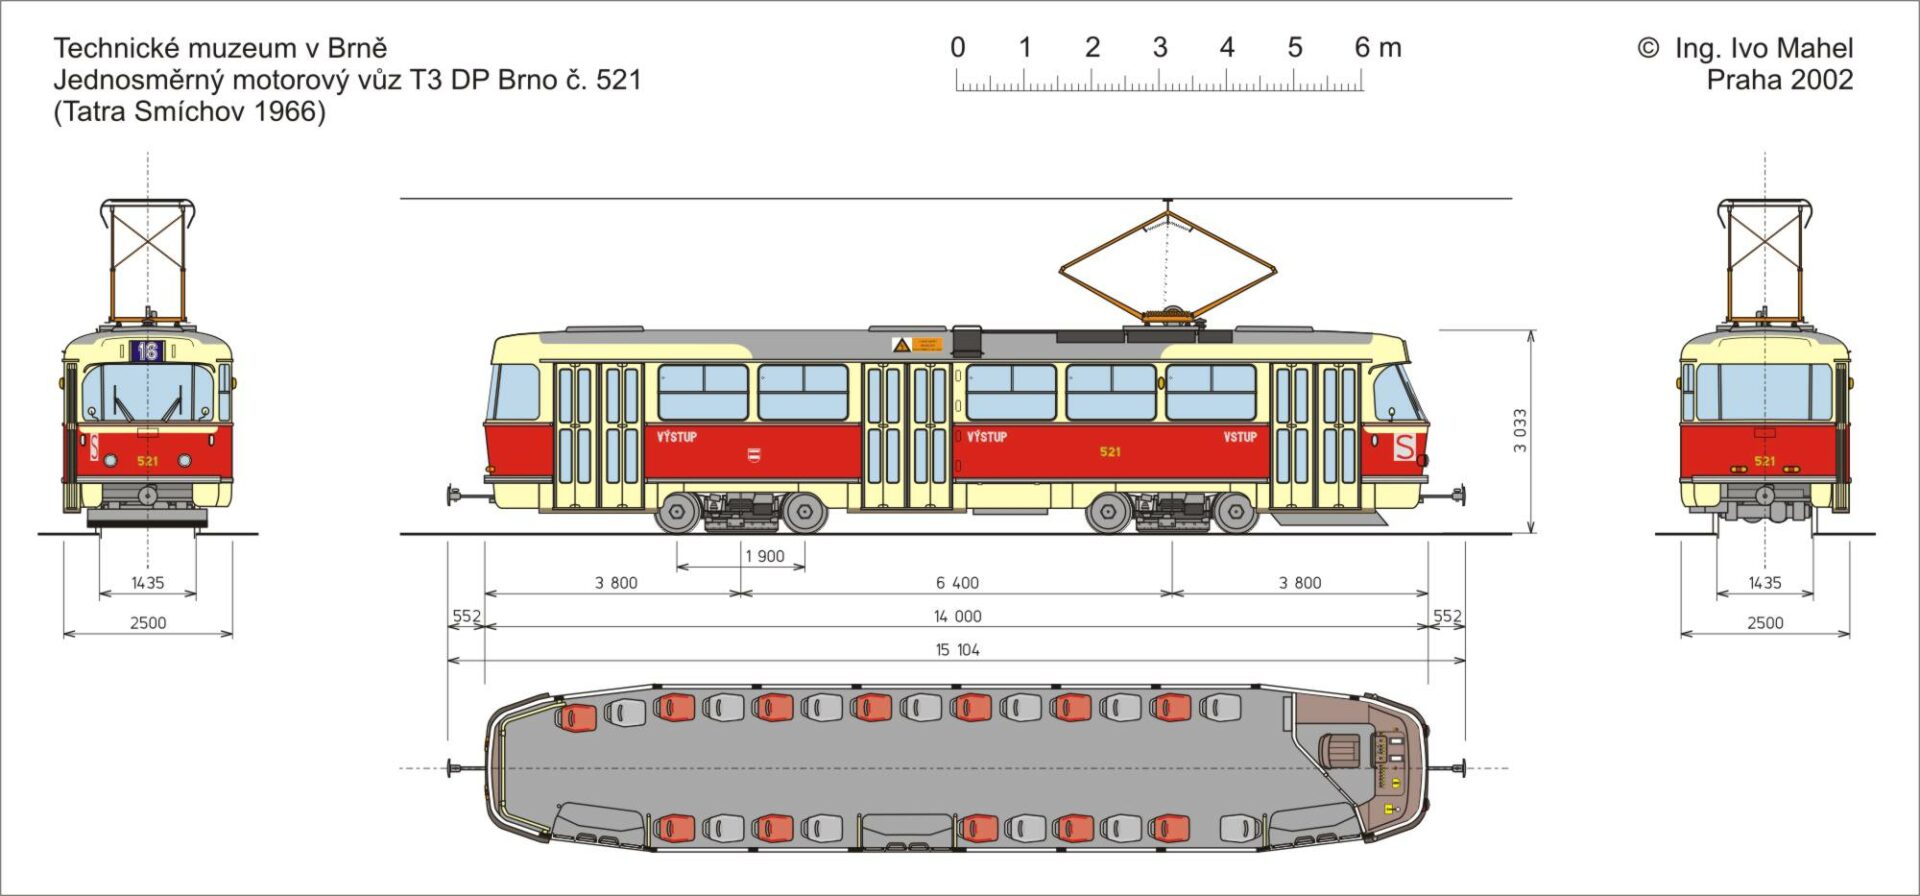 Technické muzeum v Brně
Jednosměrný motorový vůz T3 DP Brno č. 521
(Tatra Smíchov 1966)
0 1 2 3 4 5 6 m
© Ing. Ivo Mahel
Praha 2002
16
S
521
VÝSTUP
VÝSTUP
521
VSTUP
S
3 033
521
1435
2500
1 900
3 800
6 400
3 800
552
14 000
552
15 104
1435
2500